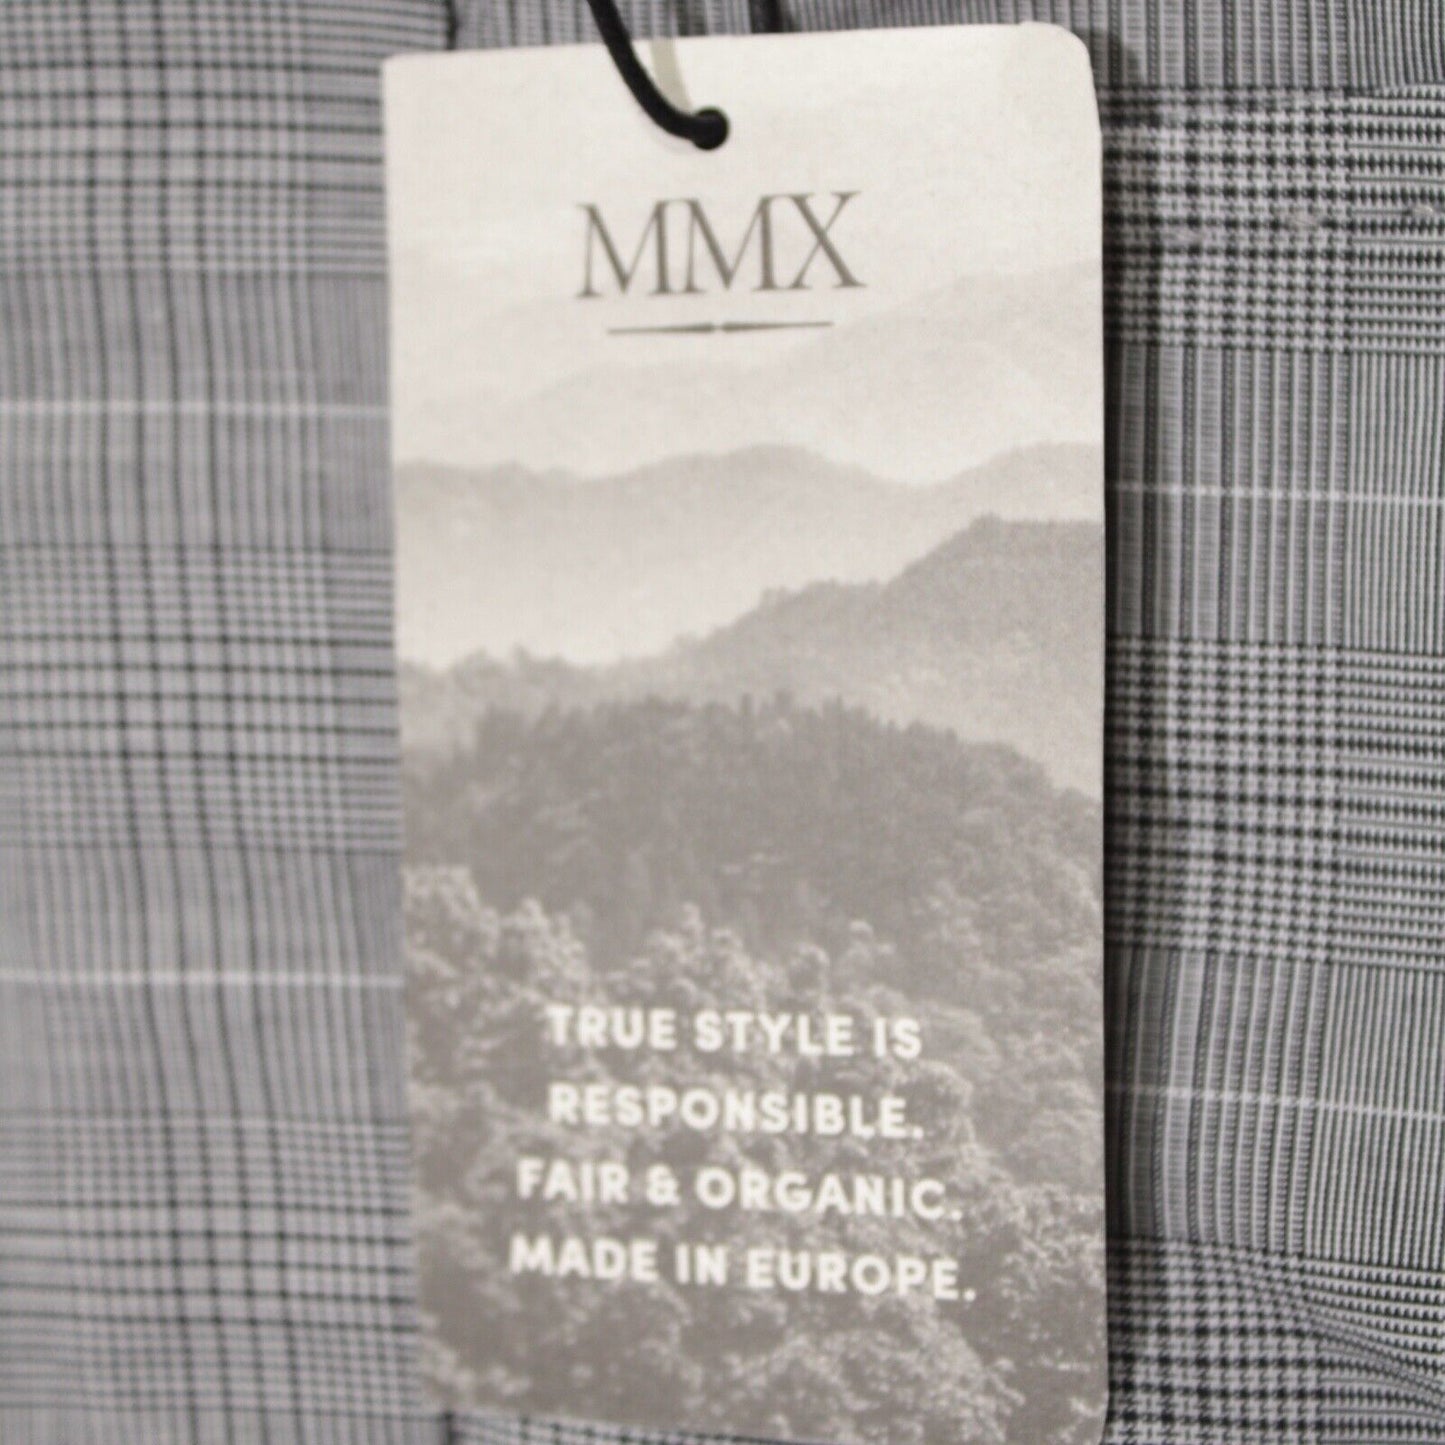 MMX
TRUE STYLE IS
RESPONSIBLE.
FAIR & ORGANIC.
MADE IN EUROPE.